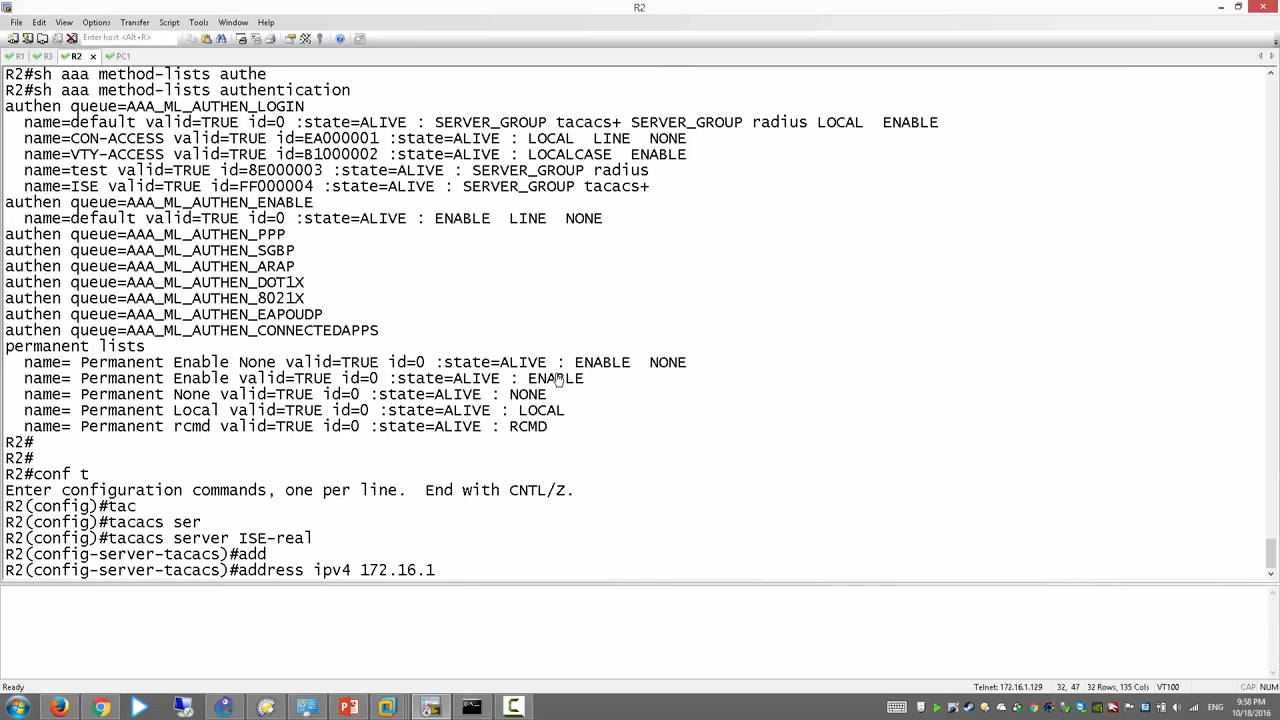 R2
File Edit View Options Transfer Script Tools Window Help
Enter host <Alt+R>
R1 R3 R2 PC1
R2#sh aaa method-lists authe
R2#sh aaa method-lists authentication
authen queue=AAA_ML_AUTHEN_LOGIN
name=default valid=TRUE id=0 :state=ALIVE : SERVER_GROUP tacacs+ SERVER_GROUP radius LOCAL ENABLE
name=CON-ACCESS valid=TRUE id=EA000001 :state=ALIVE : LOCAL LINE NONE
name=VTY-ACCESS valid=TRUE id=B1000002 :state=ALIVE : LOCALCASE ENABLE
name=test valid=TRUE id=8E000003 :state=ALIVE : SERVER_GROUP radius
name=ISE valid=TRUE id=FF000004 :state=ALIVE : SERVER_GROUP tacacs+
authen queue=AAA_ML_AUTHEN_ENABLE
name=default valid=TRUE id=0 :state=ALIVE : ENABLE LINE NONE
authen queue=AAA_ML_AUTHEN_PPP
authen queue=AAA_ML_AUTHEN_SGBP
authen queue=AAA_ML_AUTHEN_ARAP
authen queue=AAA_ML_AUTHEN_DOT1X
authen queue=AAA_ML_AUTHEN_8021X
authen queue=AAA_ML_AUTHEN_EAPOUDP
authen queue=AAA_ML_AUTHEN_CONNECTEDAPPS
permanent lists
name= Permanent Enable None valid=TRUE id=0 :state=ALIVE : ENABLE NONE
name= Permanent Enable valid=TRUE id=0 :state=ALIVE : ENABLE
name= Permanent None valid=TRUE id=0 :state=ALIVE : NONE
name= Permanent Local valid=TRUE id=0 :state=ALIVE : LOCAL
name= Permanent rcmd valid=TRUE id=0 :state=ALIVE : RCMD
R2#
R2#
R2#conf t
Enter configuration commands, one per line. End with CNTL/Z.
R2(config)#tac
R2(config)#tacacs ser
R2(config)#tacacs server ISE-real
R2(config-server-tacacs)#add
R2(config-server-tacacs)#address ipv4 172.16.1
Ready Telnet: 172.16.1.129 32, 47 32 Rows, 135 Cols VT100 CAP NUM
ENG 9:58 PM
10/18/2016